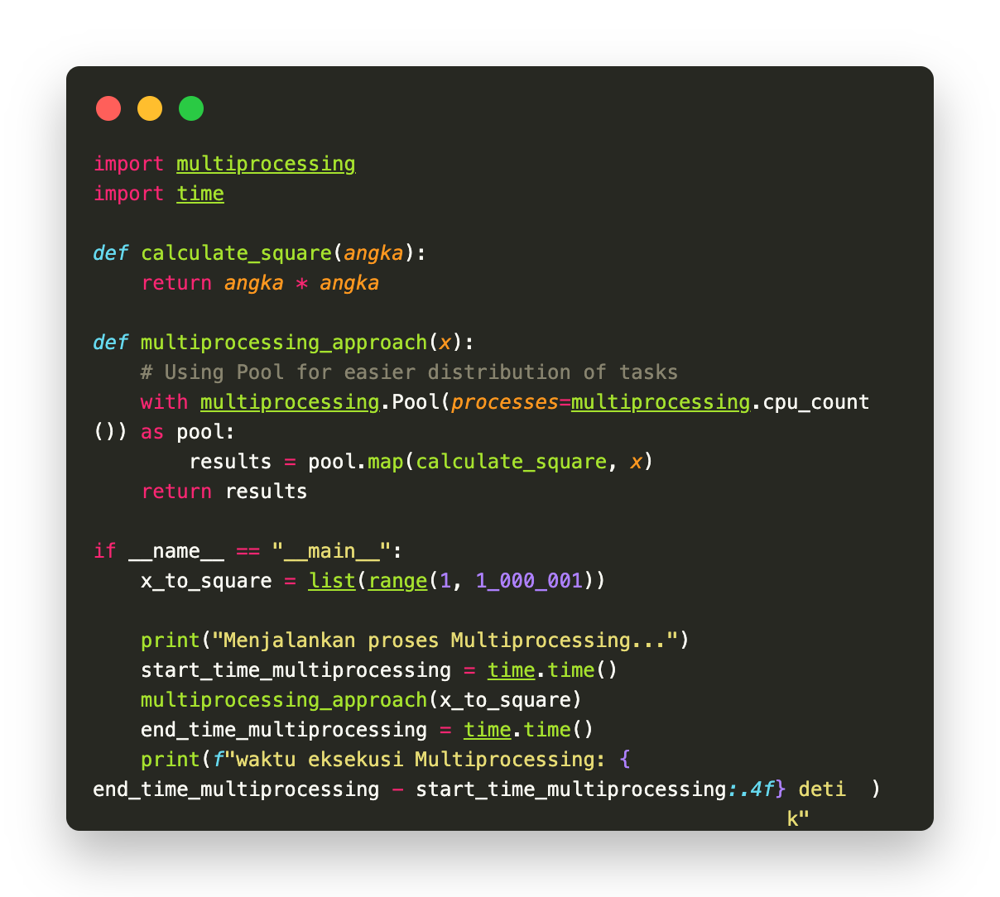 import multiprocessing
import time

def calculate_square(angka):
    return angka * angka

def multiprocessing_approach(x):
    # Using Pool for easier distribution of tasks
    with multiprocessing.Pool(processes=multiprocessing.cpu_count
()) as pool:
        results = pool.map(calculate_square, x)
    return results

if __name__ == "__main__":
    x_to_square = list(range(1, 1_000_001))

    print("Menjalankan proses Multiprocessing...")
    start_time_multiprocessing = time.time()
    multiprocessing_approach(x_to_square)
    end_time_multiprocessing = time.time()
    print(f"waktu eksekusi Multiprocessing: {
end_time_multiprocessing - start_time_multiprocessing:.4f} deti  )
k"